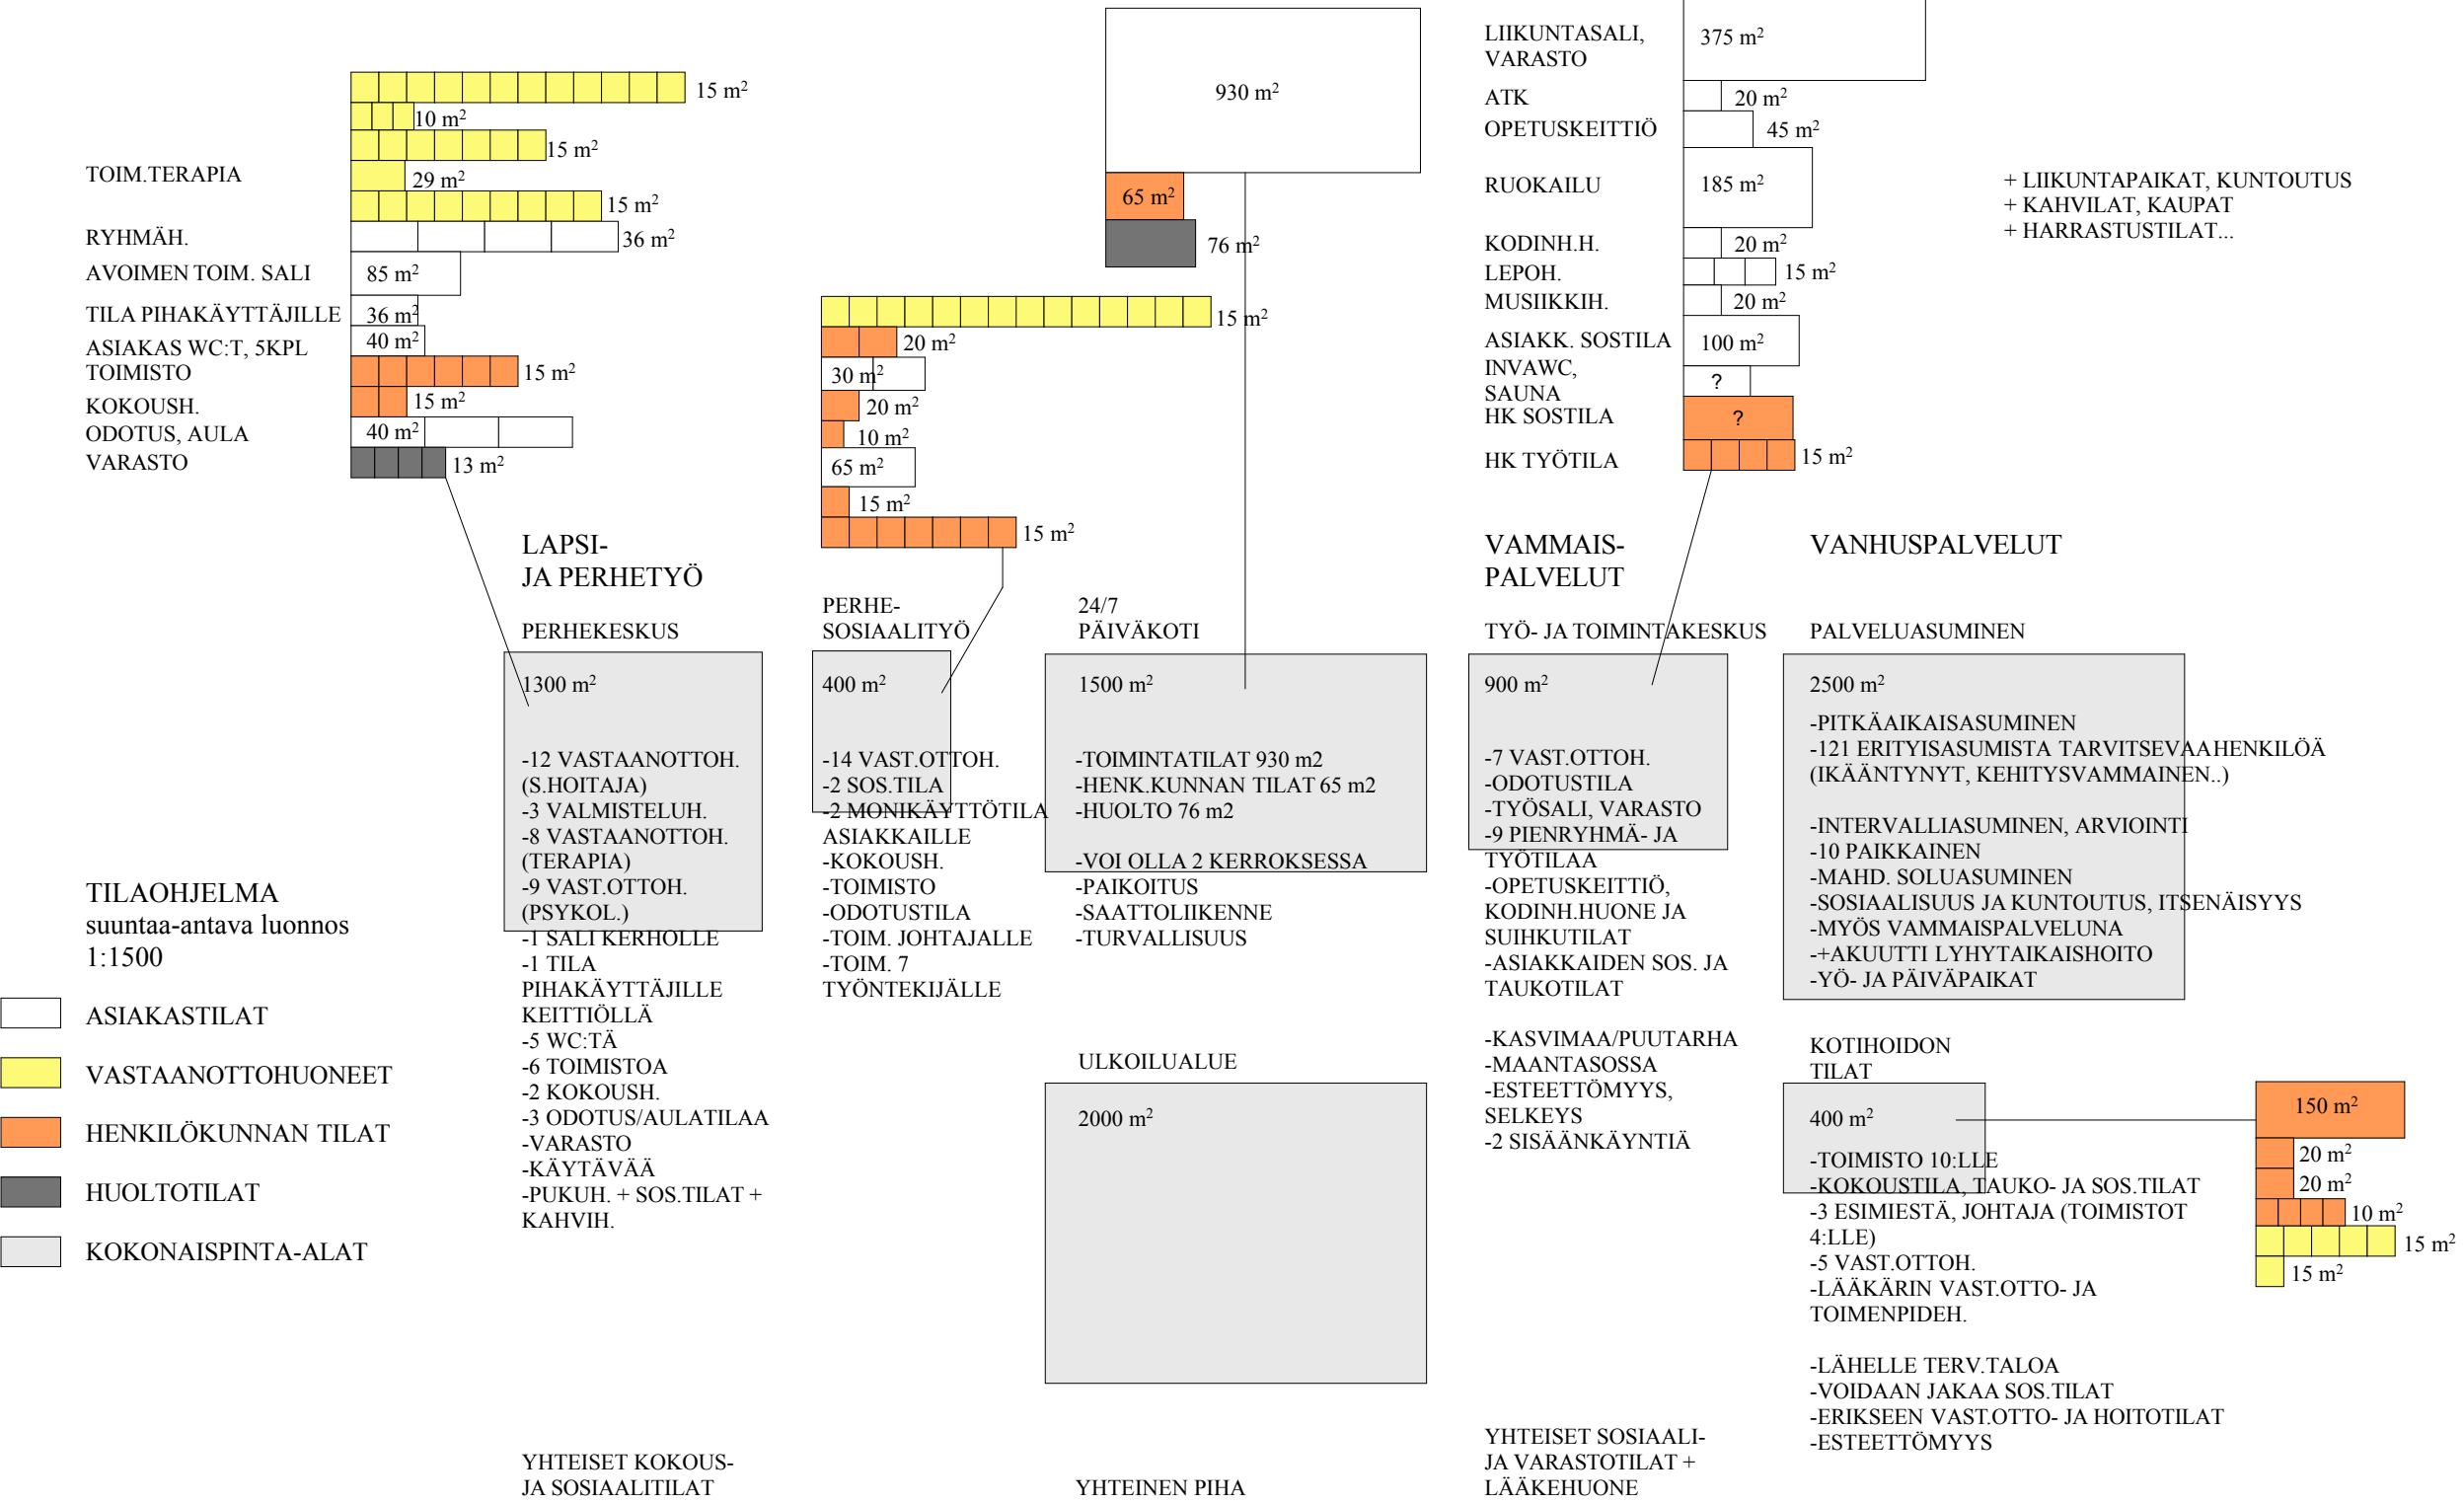 15 m²
10 m²
15 m²
TOIM.TERAPIA
29 m²
15 m²
RYHMÄH.
36 m²
AVOIMEN TOIM. SALI
85 m²
TILA PIHAKÄYTTÄJILLE
36 m²
ASIAKAS WC:T, 5KPL
40 m²
TOIMISTO
15 m²
KOKOUSH.
15 m²
ODOTUS, AULA
40 m²
VARASTO
13 m²
930 m²
65 m²
76 m²
15 m²
20 m²
30 m²
20 m²
10 m²
65 m²
15 m²
15 m²
LIIKUNTASALI,
VARASTO
375 m²
ATK
20 m²
OPETUSKEITTIÖ
45 m²
RUOKAILU
185 m²
KODINH.H.
20 m²
LEPOH.
15 m²
MUSIIKKIH.
20 m²
ASIAKK. SOSTILA
100 m²
INVAWC,
SAUNA
?
HK SOSTILA
?
HK TYÖTILA
15 m²
+ LIIKUNTAPAIKAT, KUNTOUTUS
+ KAHVILAT, KAUPAT
+ HARRASTUSTILAT...
LAPSI-
JA PERHETYÖ
PERHEKESKUS
1300 m²
-12 VASTAANOTTOH.
(S.HOITAJA)
-3 VALMISTELUH.
-8 VASTAANOTTOH.
(TERAPIA)
-9 VAST.OTTOH.
(PSYKOL.)
-1 SALI KERHOLLE
-1 TILA
PIHAKÄYTTÄJILLE
KEITTIÖLLÄ
-5 WC:TÄ
-6 TOIMISTOA
-2 KOKOUSH.
-3 ODOTUS/AULATILAA
-VARASTO
-KÄYTÄVÄÄ
-PUKUH. + SOS.TILAT +
KAHVIH.
YHTEISET KOKOUS-
JA SOSIAALITILAT
PERHE-
SOSIAALITYÖ
400 m²
-14 VAST.OTTOH.
-2 SOS.TILA
-2 MONIKÄYTTÖTILA
ASIAKKAILLE
-KOKOUSH.
-TOIMISTO
-ODOTUSTILA
-TOIM. JOHTAJALLE
-TOIM. 7
TYÖNTEKIJÄLLE
24/7
PÄIVÄKOTI
1500 m²
-TOIMINTATILAT 930 m2
-HENK.KUNNAN TILAT 65 m2
-HUOLTO 76 m2
-VOI OLLA 2 KERROKSESSA
-PAIKOITUS
-SAATTOLIIKENNE
-TURVALLISUUS
ULKOILUALUE
2000 m²
YHTEINEN PIHA
VAMMAIS-
PALVELUT
TYÖ- JA TOIMINTAKESKUS
900 m²
-7 VAST.OTTOH.
-ODOTUSTILA
-TYÖSALI, VARASTO
-9 PIENRYHMÄ- JA
TYÖTILAA
-OPETUSKEITTIÖ,
KODINH.HUONE JA
SUIHKUTILAT
-ASIAKKAIDEN SOS. JA
TAUKOTILAT
-KASVIMAA/PUUTARHA
-MAANTASOSSA
-ESTEETTÖMYYS,
SELKEYS
-2 SISÄÄNKÄYNTIÄ
YHTEISET SOSIAALI-
JA VARASTOTILAT +
LÄÄKEHUONE
VANHUSPALVELUT
PALVELUASUMINEN
2500 m²
-PITKÄAIKAISASUMINEN
-121 ERITYISASUMISTA TARVITSEVAAHENKILÖÄ
(IKÄÄNTYNYT, KEHITYSVAMMAINEN..)
-INTERVALLIASUMINEN, ARVIOINTI
-10 PAIKKAINEN
-MAHD. SOLUASUMINEN
-SOSIAALISUUS JA KUNTOUTUS, ITSENÄISYYS
-MYÖS VAMMAISPALVELUNA
-+AKUUTTI LYHYTAIKAISHOITO
-YÖ- JA PÄIVÄPAIKAT
KOTIHOIDON
TILAT
400 m²
-TOIMISTO 10:LLE
-KOKOUSTILA, TAUKO- JA SOS.TILAT
-3 ESIMIESTÄ, JOHTAJA (TOIMISTOT
4:LLE)
-5 VAST.OTTOH.
-LÄÄKÄRIN VAST.OTTO- JA
TOIMENPIDEH.
-LÄHELLE TERV.TALOA
-VOIDAAN JAKAA SOS.TILAT
-ERIKSEEN VAST.OTTO- JA HOITOTILAT
-ESTEETTÖMYYS
150 m²
20 m²
20 m²
10 m²
15 m²
15 m²
TILAOHJELMA
suuntaa-antava luonnos
1:1500
ASIAKASTILAT
VASTAANOTTOHUONEET
HENKILÖKUNNAN TILAT
HUOLTOTILAT
KOKONAISPINTA-ALAT